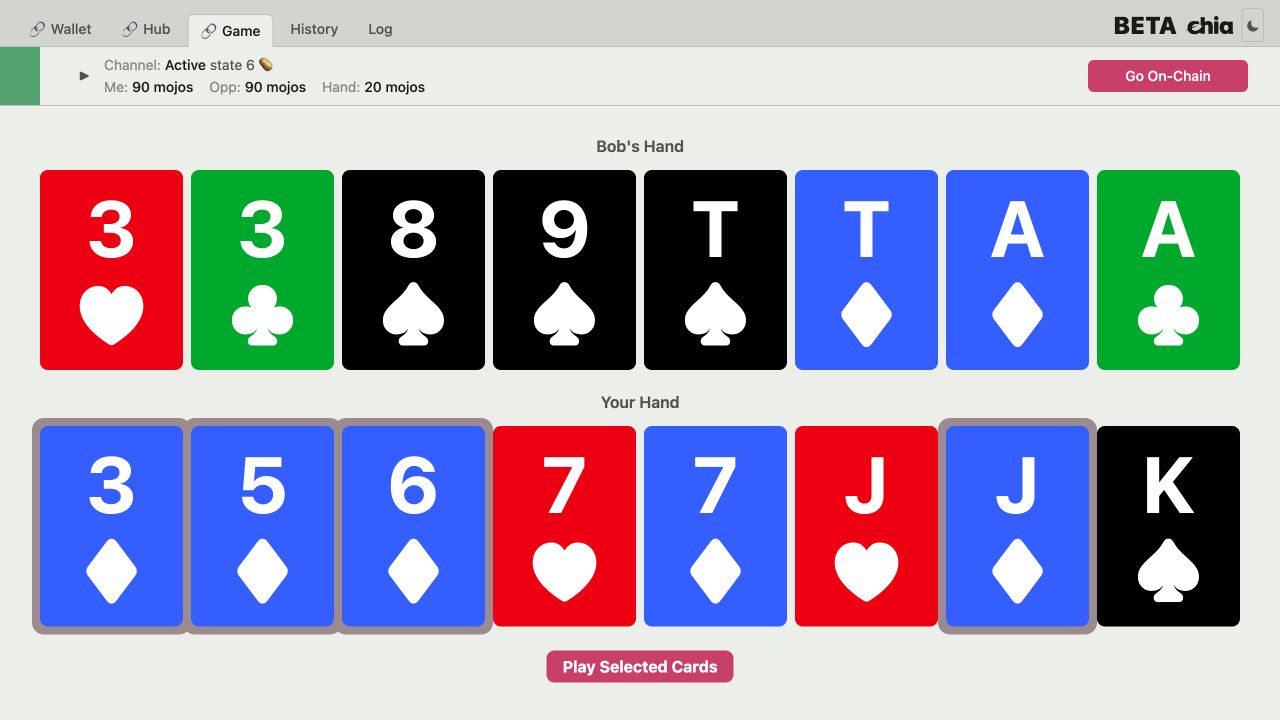 Wallet Hub Game History Log BETA chia
Channel: Active state 6
Me: 90 mojos Opp: 90 mojos Hand: 20 mojos
Go On-Chain
Bob's Hand
3 3 8 9 T T A A
Your Hand
3 5 6 7 7 J J K
Play Selected Cards